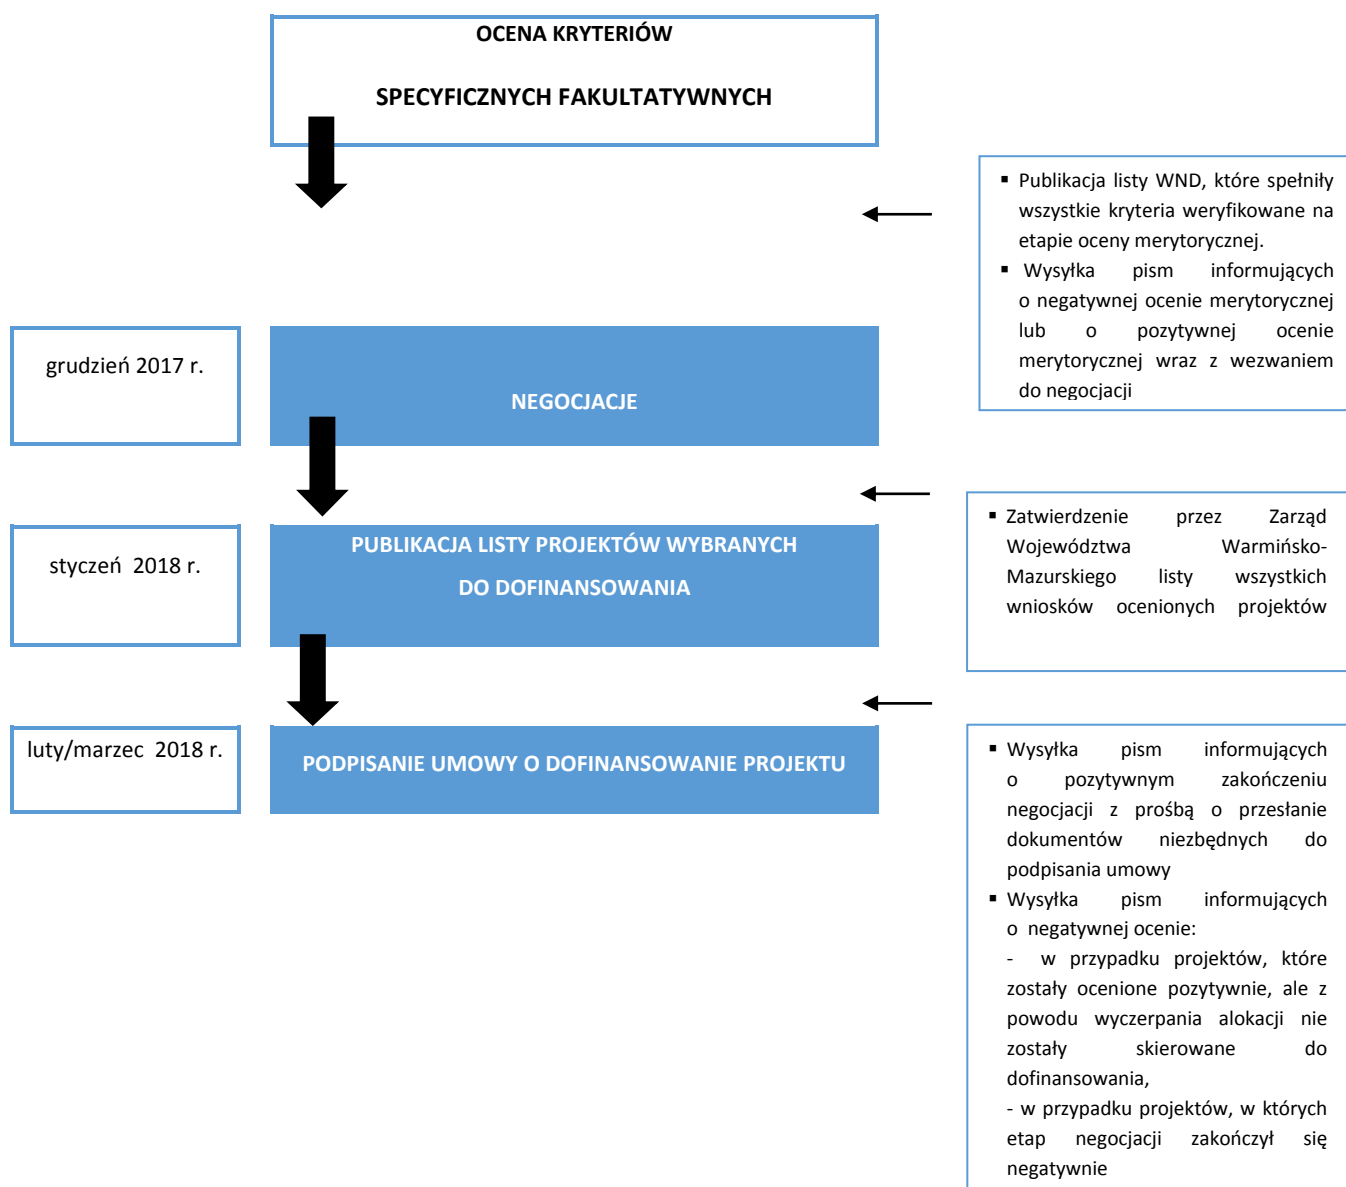 OCENA KRYTERIÓW
SPECYFICZNYCH FAKULTATYWNYCH
▪ Publikacja listy WND, które spełniły
wszystkie kryteria weryfikowane na
etapie oceny merytorycznej.
▪ Wysyłka pism informujących
o negatywnej ocenie merytorycznej
lub o pozytywnej ocenie
merytorycznej wraz z wezwaniem
do negocjacji
grudzień 2017 r.
NEGOCJACJE
▪ Zatwierdzenie przez Zarząd
Województwa Warmińsko-
Mazurskiego listy wszystkich
wniosków ocenionych projektów
styczeń 2018 r.
PUBLIKACJA LISTY PROJEKTÓW WYBRANYCH
DO DOFINANSOWANIA
luty/marzec 2018 r.
PODPISANIE UMOWY O DOFINANSOWANIE PROJEKTU
▪ Wysyłka pism informujących
o pozytywnym zakończeniu
negocjacji z prośbą o przesłanie
dokumentów niezbędnych do
podpisania umowy
▪ Wysyłka pism informujących
o negatywnej ocenie:
- w przypadku projektów, które
zostały ocenione pozytywnie, ale z
powodu wyczerpania alokacji nie
zostały skierowane do
dofinansowania,
- w przypadku projektów, w których
etap negocjacji zakończył się
negatywnie